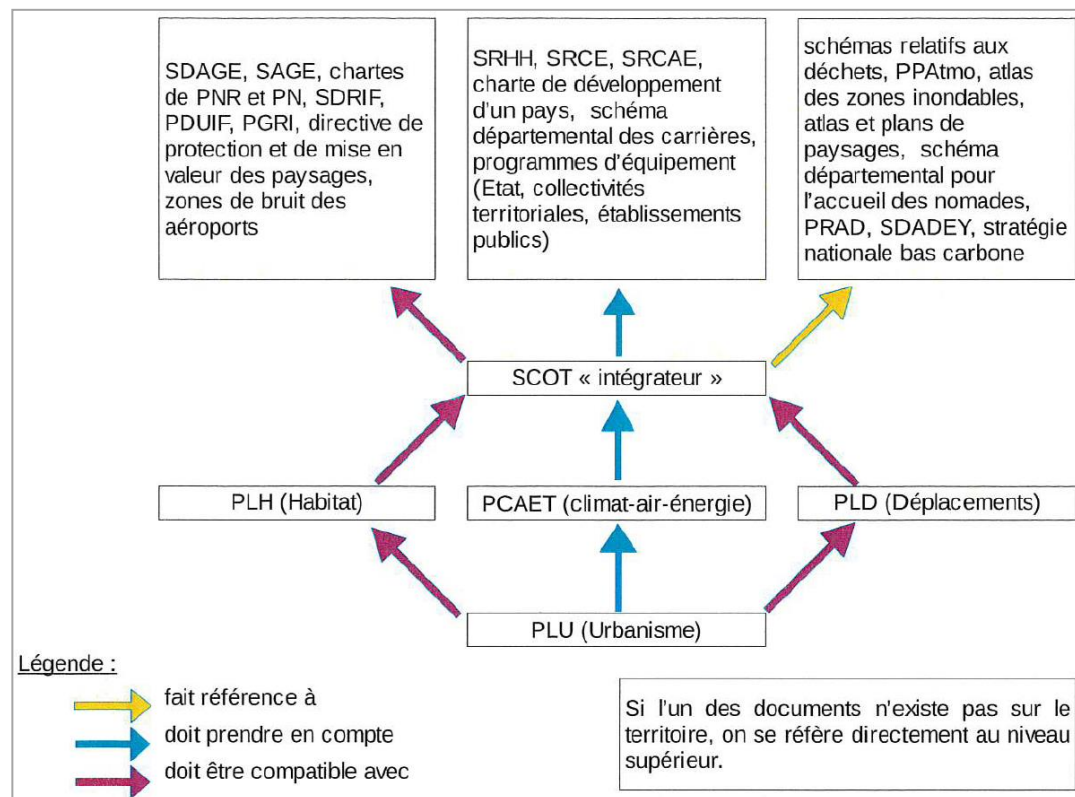 SDAGE, SAGE, chartes
de PNR et PN, SDRIF,
PDUIF, PGRI, directive de
protection et de mise en
valeur des paysages,
zones de bruit des
aéroports
SRHH, SRCE, SRCAE,
charte de développement
d'un pays, schéma
départemental des carrières,
programmes d'équipement
(Etat, collectivités
territoriales, établissements
publics)
schémas relatifs aux
déchets, PPAtmo, atlas
des zones inondables,
atlas et plans de
paysages, schéma
départemental pour
l'accueil des nomades,
PRAD, SDADEY, stratégie
nationale bas carbone
SCOT « intégrateur »
PLH (Habitat)
PCAET (climat-air-énergie)
PLD (Déplacements)
PLU (Urbanisme)
Légende :
fait référence à
doit prendre en compte
doit être compatible avec
Si l'un des documents n'existe pas sur le
territoire, on se réfère directement au niveau
supérieur.